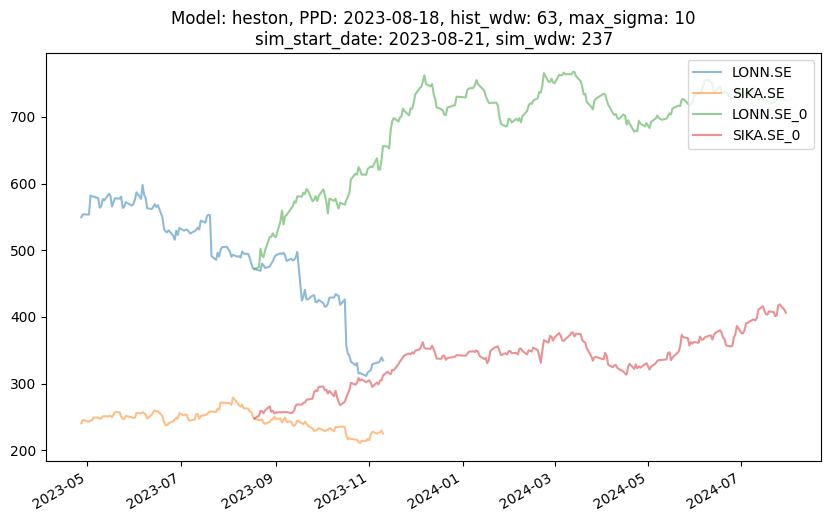 Model: heston, PPD: 2023-08-18, hist_wdw: 63, max_sigma: 10
sim_start_date: 2023-08-21, sim_wdw: 237
LONN.SE
SIKA.SE
LONN.SE_0
SIKA.SE_0
700
600
500
400
300
200
2023-05
2023-07
2023-09
2023-11
2024-01
2024-03
2024-05
2024-07